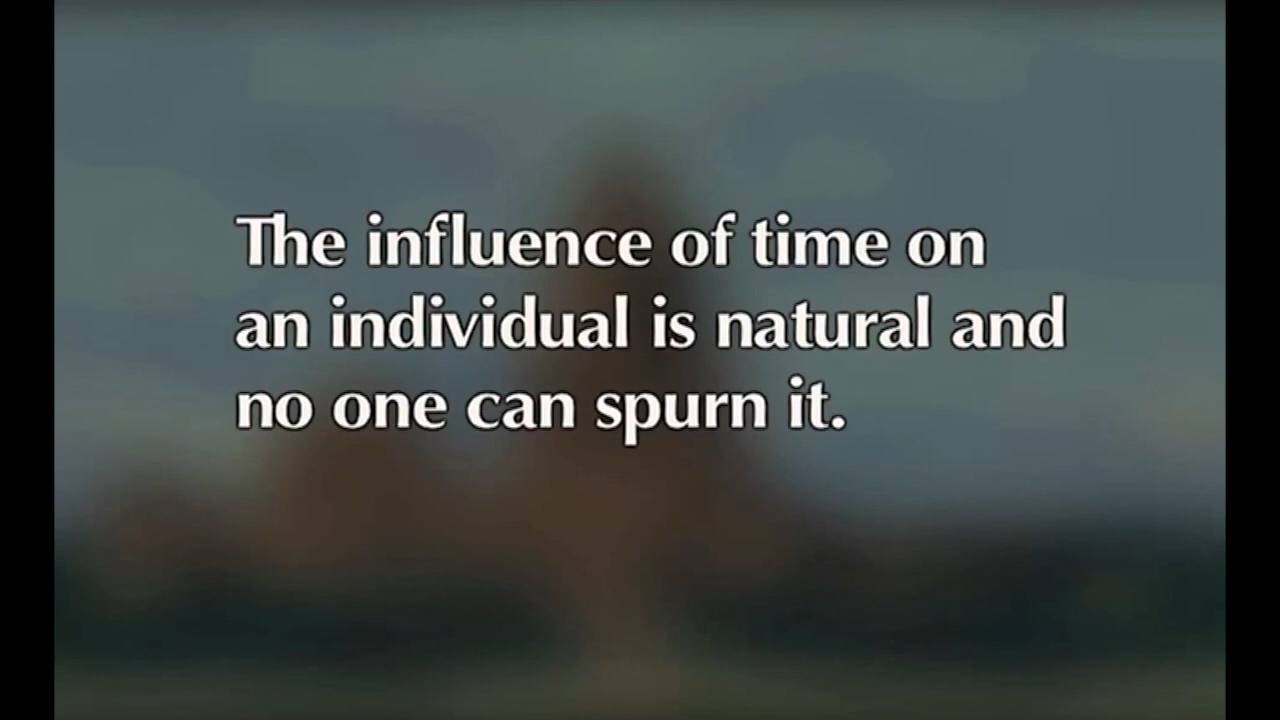 The influence of time on
an individual is natural and
no one can spurn it.